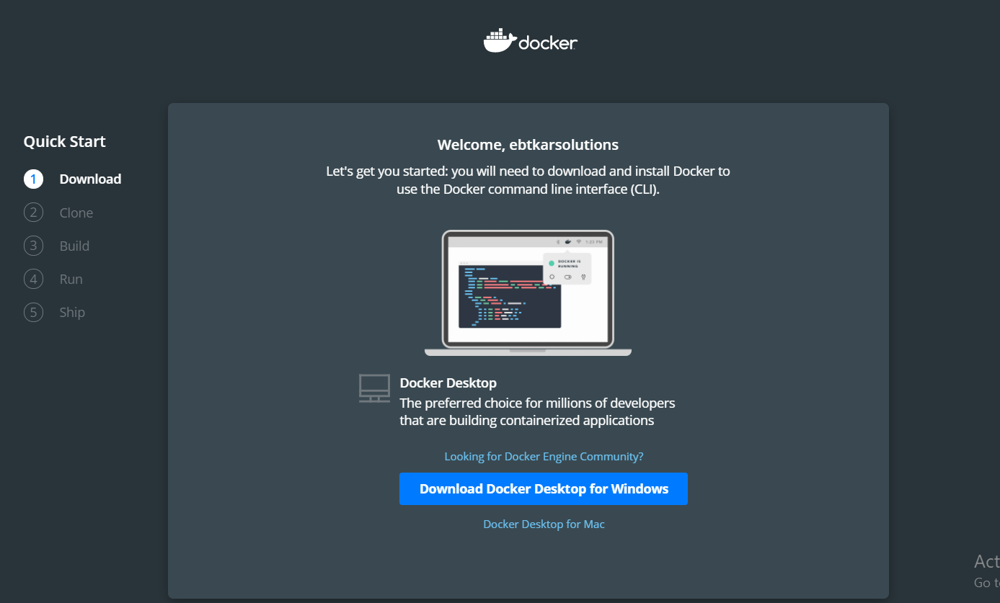 docker
Quick Start
1 Download
2 Clone
3 Build
4 Run
5 Ship
Welcome, ebtkarsolutions
Let's get you started: you will need to download and install Docker to
use the Docker command line interface (CLI).
1:22 PM
DOCKER IS
RUNNING
Docker Desktop
The preferred choice for millions of developers
that are building containerized applications
Looking for Docker Engine Community?
Download Docker Desktop for Windows
Docker Desktop for Mac
Act
Go t